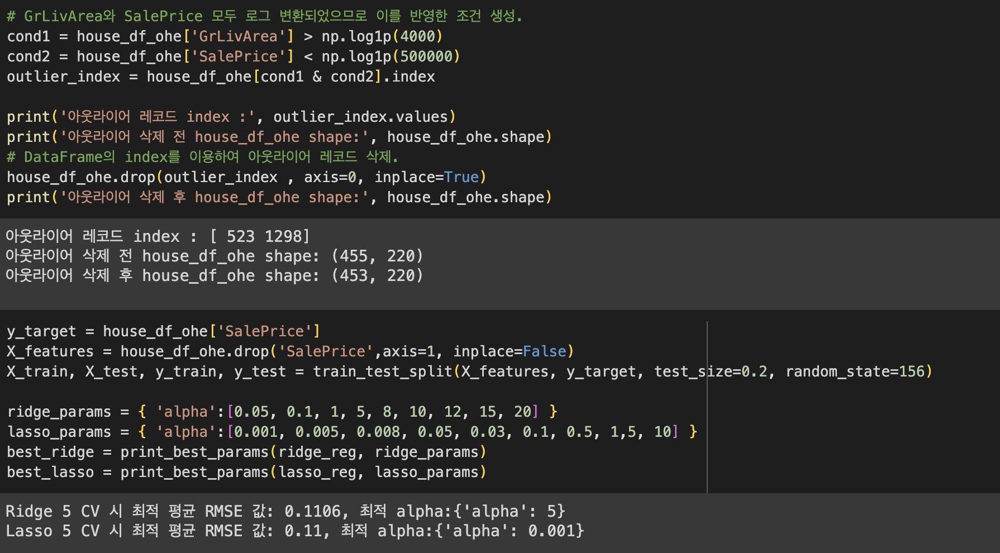 # GrLivArea와 SalePrice 모두 로그 변환되었으므로 이를 반영한 조건 생성.
cond1 = house_df_ohe['GrLivArea'] > np.log1p(4000)
cond2 = house_df_ohe['SalePrice'] < np.log1p(500000)
outlier_index = house_df_ohe[cond1 & cond2].index
print('아웃라이어 레코드 index :', outlier_index.values)
print('아웃라이어 삭제 전 house_df_ohe shape:', house_df_ohe.shape)
# DataFrame의 index를 이용하여 아웃라이어 레코드 삭제.
house_df_ohe.drop(outlier_index , axis=0, inplace=True)
print('아웃라이어 삭제 후 house_df_ohe shape:', house_df_ohe.shape)
아웃라이어 레코드 index : [ 523 1298]
아웃라이어 삭제 전 house_df_ohe shape: (455, 220)
아웃라이어 삭제 후 house_df_ohe shape: (453, 220)
y_target = house_df_ohe['SalePrice']
X_features = house_df_ohe.drop('SalePrice',axis=1, inplace=False)
X_train, X_test, y_train, y_test = train_test_split(X_features, y_target, test_size=0.2, random_state=156)
ridge_params = { 'alpha':[0.05, 0.1, 1, 5, 8, 10, 12, 15, 20] }
lasso_params = { 'alpha':[0.001, 0.005, 0.008, 0.05, 0.03, 0.1, 0.5, 1,5, 10] }
best_ridge = print_best_params(ridge_reg, ridge_params)
best_lasso = print_best_params(lasso_reg, lasso_params)
Ridge 5 CV 시 최적 평균 RMSE 값: 0.1106, 최적 alpha:{'alpha': 5}
Lasso 5 CV 시 최적 평균 RMSE 값: 0.11, 최적 alpha:{'alpha': 0.001}